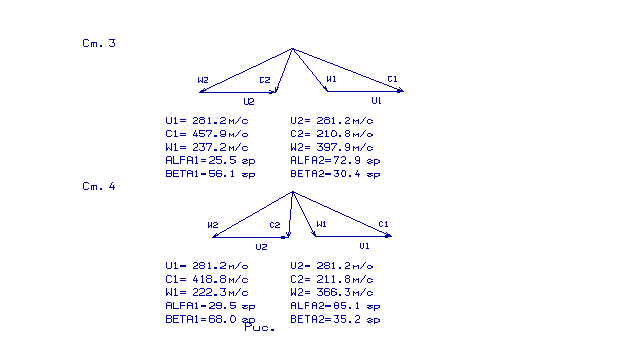 Ст. 3
W2 C2 W1 C1
U2 U1
U1= 281.2м/с U2= 281.2м/с
C1= 457.9м/с C2= 210.8м/с
W1= 237.2м/с W2= 397.9м/с
ALFA1=25.5 гр ALFA2=72.9 гр
BETA1=56.1 гр BETA2=30.4 гр
Ст. 4
W2 C2 W1 C1
U2 U1
U1= 281.2м/с U2= 281.2м/с
C1= 418.8м/с C2= 211.8м/с
W1= 222.3м/с W2= 366.3м/с
ALFA1=29.5 гр ALFA2=85.1 гр
BETA1=68.0 гр BETA2=35.2 гр
Рис.